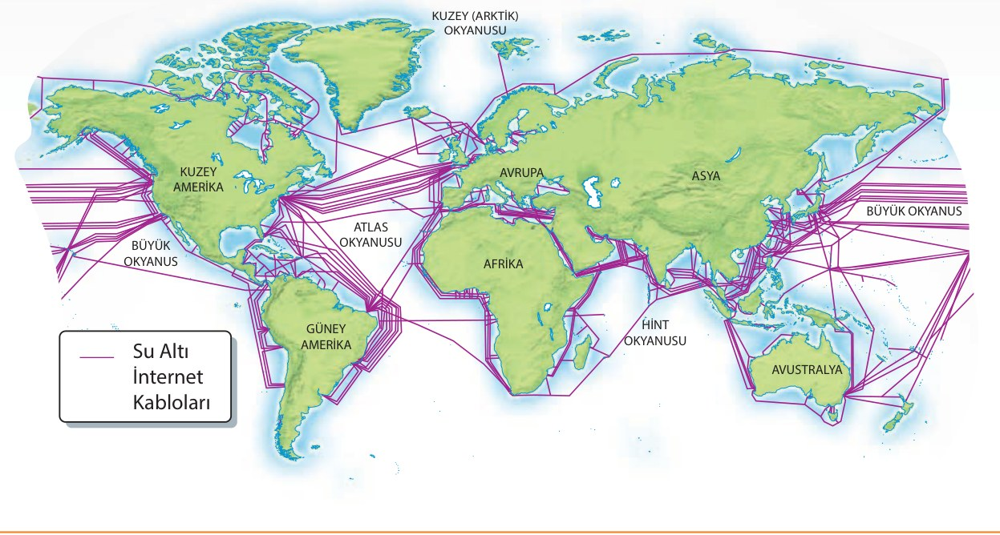 KUZEY (ARKTİK)
OKYANUSU
KUZEY
AMERİKA
AVRUPA
ASYA
BÜYÜK OKYANUS
ATLAS
OKYANUSU
BÜYÜK
OKYANUS
AFRİKA
GÜNEY
AMERİKA
HİNT
OKYANUSU
AVUSTRALYA
Su Altı
İnternet
Kabloları